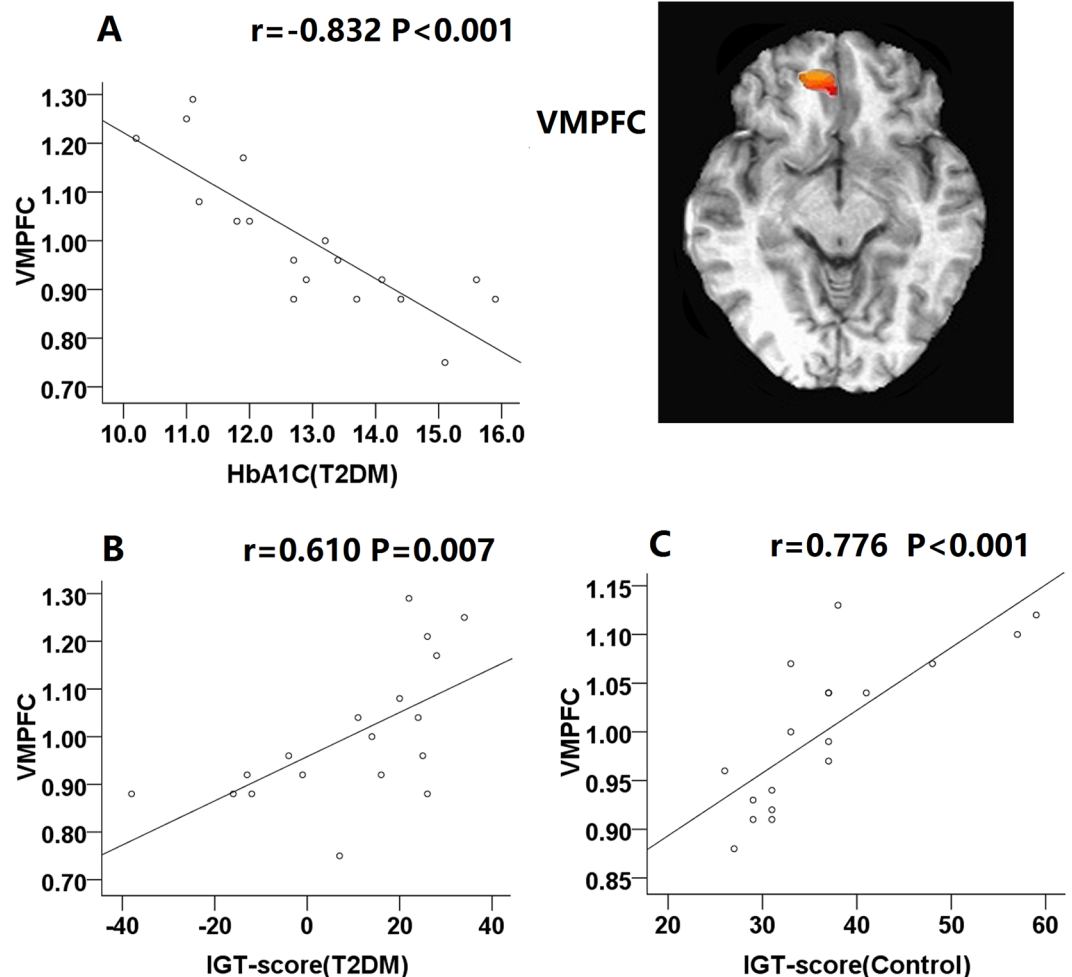 A
r=-0.832 P<0.001
1.30
1.20
1.10
1.00
0.90
0.80
0.70
VMPFC
10.0 11.0 12.0 13.0 14.0 15.0 16.0
HbA1C(T2DM)
VMPFC
B
r=0.610 P=0.007
1.30
1.20
1.10
1.00
0.90
0.80
0.70
VMPFC
-40 -20 0 20 40
IGT-score(T2DM)
C
r=0.776 P<0.001
1.15
1.10
1.05
1.00
0.95
0.90
0.85
VMPFC
20 30 40 50 60
IGT-score(Control)